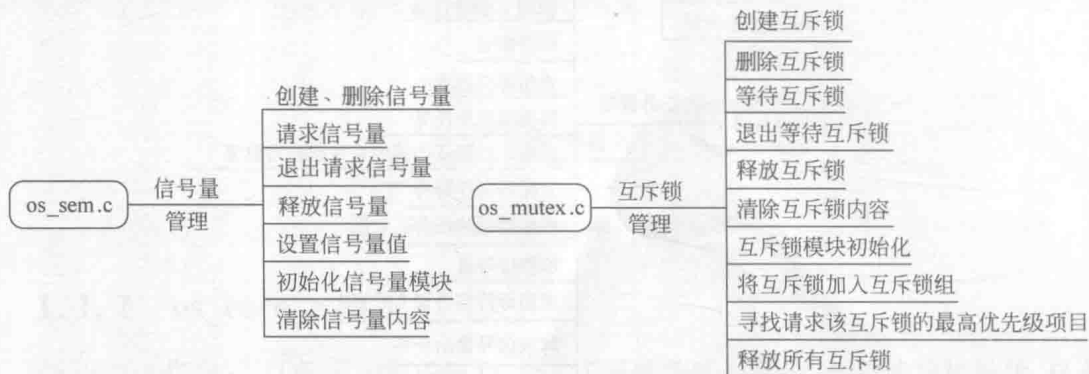 os_sem.c
信号量
管理
创建、删除信号量
请求信号量
退出请求信号量
释放信号量
设置信号量值
初始化信号量模块
清除信号量内容
os_mutex.c
互斥锁
管理
创建互斥锁
删除互斥锁
等待互斥锁
退出等待互斥锁
释放互斥锁
清除互斥锁内容
互斥锁模块初始化
将互斥锁加入互斥锁组
寻找请求该互斥锁的最高优先级项目
释放所有互斥锁